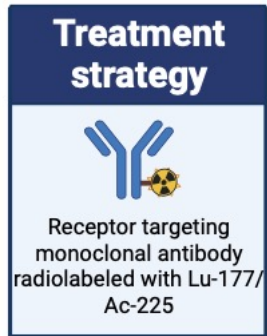 Treatment
strategy
Receptor targeting
monoclonal antibody
radiolabeled with Lu-177/
Ac-225